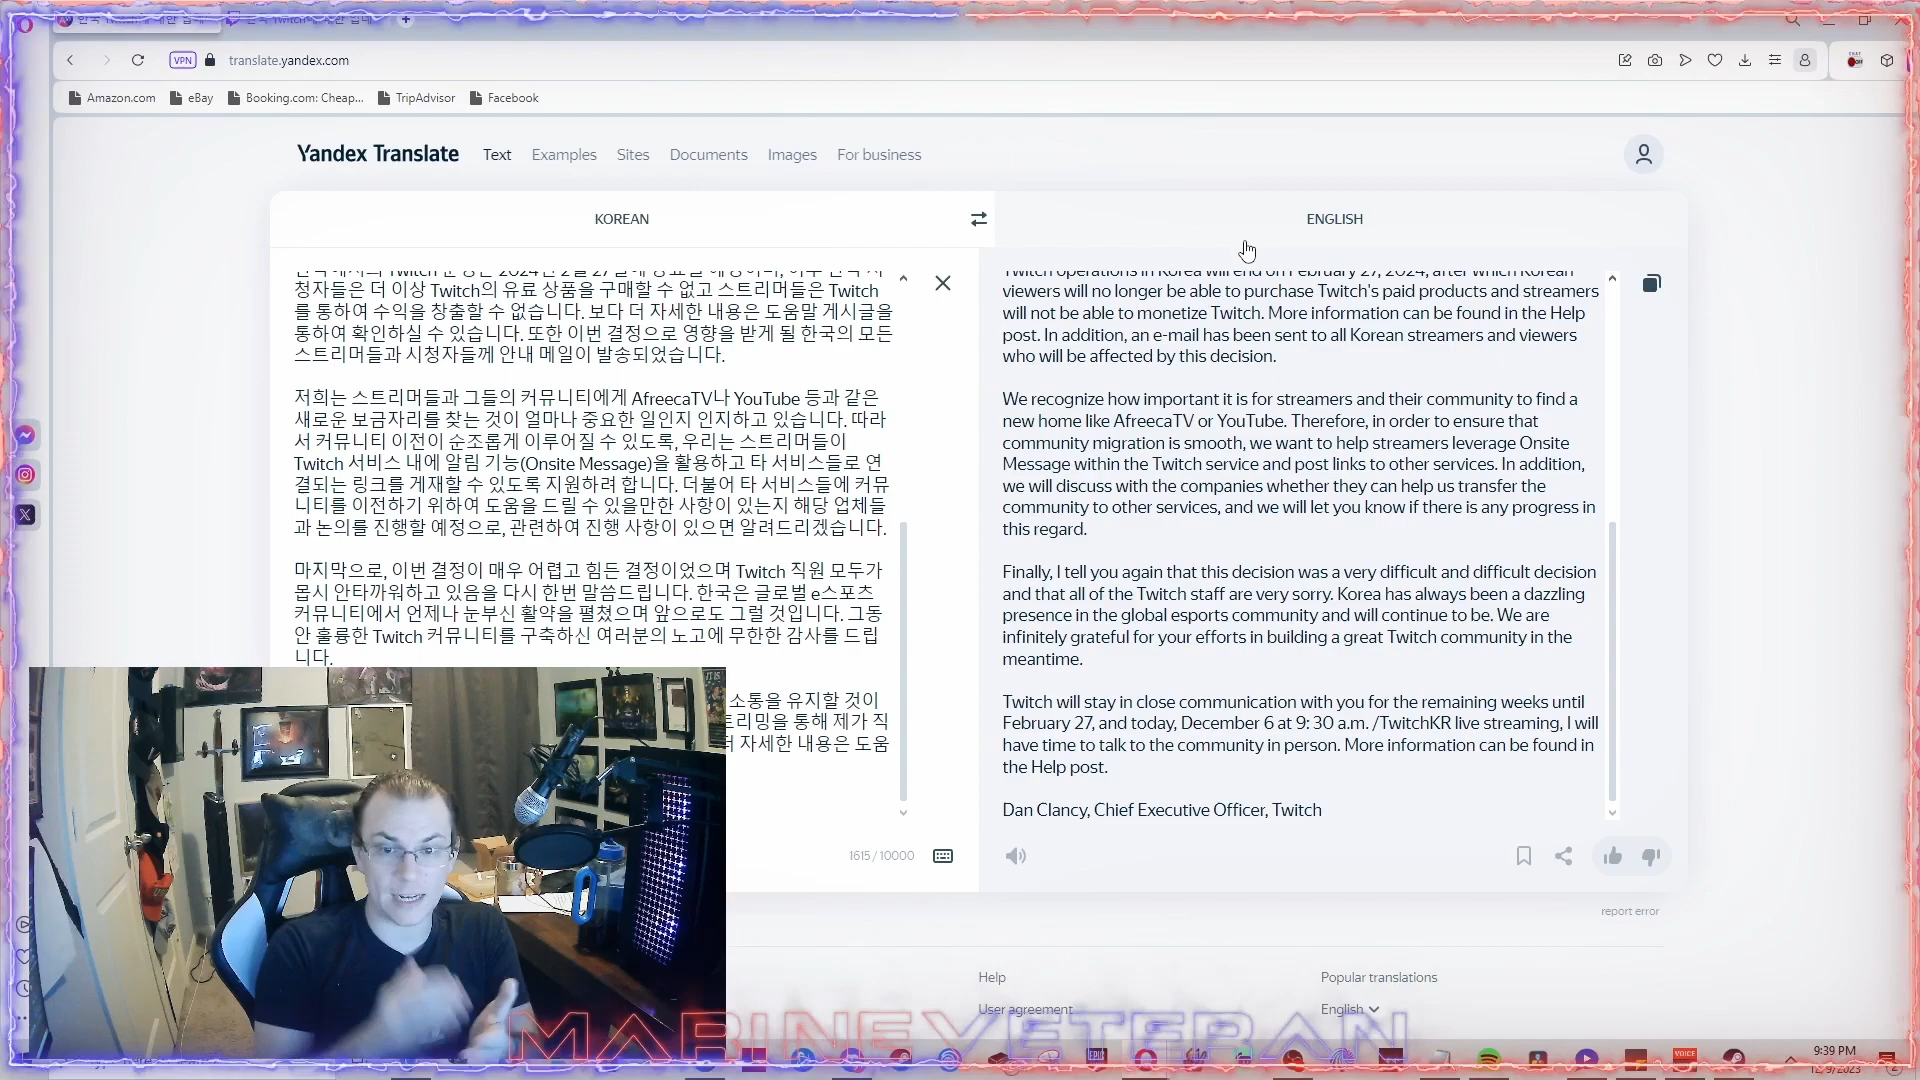 VPN
translate.yandex.com
Amazon.com
eBay
Booking.com: Cheap...
TripAdvisor
Facebook
Yandex Translate
Text
Examples
Sites
Documents
Images
For business
KOREAN
ENGLISH
청자들은 더 이상 Twitch의 유료 상품을 구매할 수 없고 스트리머들은 Twitch
를 통하여 수익을 창출할 수 없습니다. 보다 더 자세한 내용은 도움말 게시글을
통하여 확인하실 수 있습니다. 또한 이번 결정으로 영향을 받게 될 한국의 모든
스트리머들과 시청자들께 안내 메일이 발송되었습니다.
저희는 스트리머들과 그들의 커뮤니티에게 AfreecaTV나 YouTube 등과 같은
새로운 보금자리를 찾는 것이 얼마나 중요한 일인지 인지하고 있습니다. 따라
서 커뮤니티 이전이 순조롭게 이루어질 수 있도록, 우리는 스트리머들이
Twitch 서비스 내에 알림 기능(Onsite Message)을 활용하고 타 서비스들로 연
결되는 링크를 게재할 수 있도록 지원하려 합니다. 더불어 타 서비스들에 커뮤
니티를 이전하기 위하여 도움을 드릴 수 있을만한 사항이 있는지 해당 업체들
과 논의를 진행할 예정으로, 관련하여 진행 사항이 있으면 알려드리겠습니다.
마지막으로, 이번 결정이 매우 어렵고 힘든 결정이었으며 Twitch 직원 모두가
몹시 안타까워하고 있음을 다시 한번 말씀드립니다. 한국은 글로벌 e스포츠
커뮤니티에서 언제나 눈부신 활약을 펼쳤으며 앞으로도 그럴 것입니다. 그동
안 훌륭한 Twitch 커뮤니티를 구축하신 여러분의 노고에 무한한 감사를 드립
니다.
소통을 유지할 것이
트리밍을 통해 제가 직
자세한 내용은 도움
1615/10000
Twitch operations in Korea will end on February 27, 2024, after which Korean
viewers will no longer be able to purchase Twitch's paid products and streamers
will not be able to monetize Twitch. More information can be found in the Help
post. In addition, an e-mail has been sent to all Korean streamers and viewers
who will be affected by this decision.
We recognize how important it is for streamers and their community to find a
new home like AfreecaTV or YouTube. Therefore, in order to ensure that
community migration is smooth, we want to help streamers leverage Onsite
Message within the Twitch service and post links to other services. In addition,
we will discuss with the companies whether they can help us transfer the
community to other services, and we will let you know if there is any progress in
this regard.
Finally, I tell you again that this decision was a very difficult and difficult decision
and that all of the Twitch staff are very sorry. Korea has always been a dazzling
presence in the global esports community and will continue to be. We are
infinitely grateful for your efforts in building a great Twitch community in the
meantime.
Twitch will stay in close communication with you for the remaining weeks until
February 27, and today, December 6 at 9: 30 a.m. /TwitchKR live streaming, I will
have time to talk to the community in person. More information can be found in
the Help post.
Dan Clancy, Chief Executive Officer, Twitch
report error
Help
Popular translations
User agreement
English
MARINEVETERAN
EPIC
VOICE
9:39 PM
12/9/2023